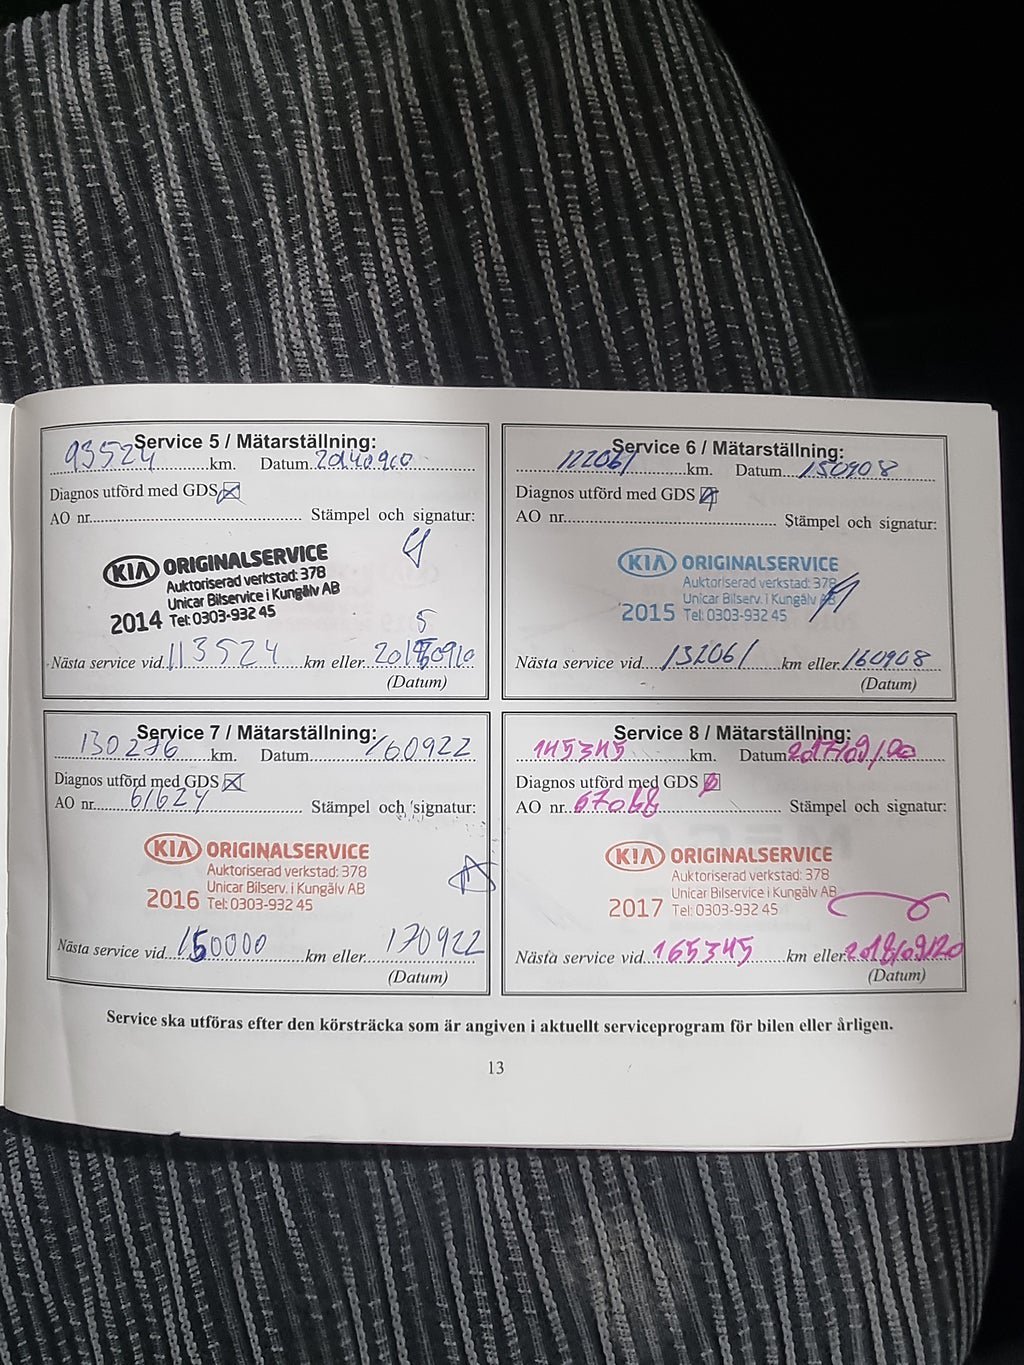 Service 5 / Mätarställning:
93524 km. Datum 20140910
Diagnos utförd med GDS
AO nr. Stämpel och signatur:
KIA ORIGINALSERVICE
Auktoriserad verkstad: 378
Unicar Bilservice i Kungälv AB
2014 Tel: 0303-932 45
5
Nästa service vid 113524 km eller
(Datum)
Service 6 / Mätarställning:
122061 km. Datum 150908
Diagnos utförd med GDS
AO nr. Stämpel och signatur:
KIA ORIGINALSERVICE
Auktoriserad verkstad: 378
Unicar Bilserv. i Kungälv AB
2015 Tel: 0303-932 45
Nästa service vid 132061 km eller 160908
(Datum)
Service 7 / Mätarställning:
130276 km. Datum 160922
Diagnos utförd med GDS
AO nr. 61624 Stämpel och signatur:
KIA ORIGINALSERVICE
Auktoriserad verkstad: 378
Unicar Bilserv. i Kungälv AB
2016 Tel: 0303-932 45
Nästa service vid 150000 km eller 170922
(Datum)
Service 8 / Mätarställning:
145345 km. Datum
Diagnos utförd med GDS
AO nr. 67068 Stämpel och signatur:
KIA ORIGINALSERVICE
Auktoriserad verkstad: 378
Unicar Bilservice i Kungälv AB
2017 Tel: 0303-932 45
Nästa service vid 165345 km eller 2018/09/20
(Datum)
Service ska utföras efter den körsträcka som är angiven i aktuellt serviceprogram för bilen eller årligen.
13